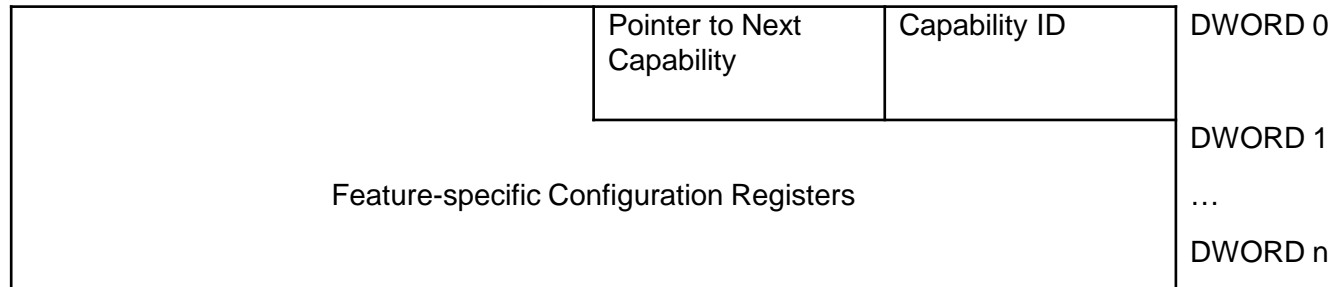 Pointer to Next
Capability
Capability ID
DWORD 0
DWORD 1
Feature-specific Configuration Registers
…
DWORD n